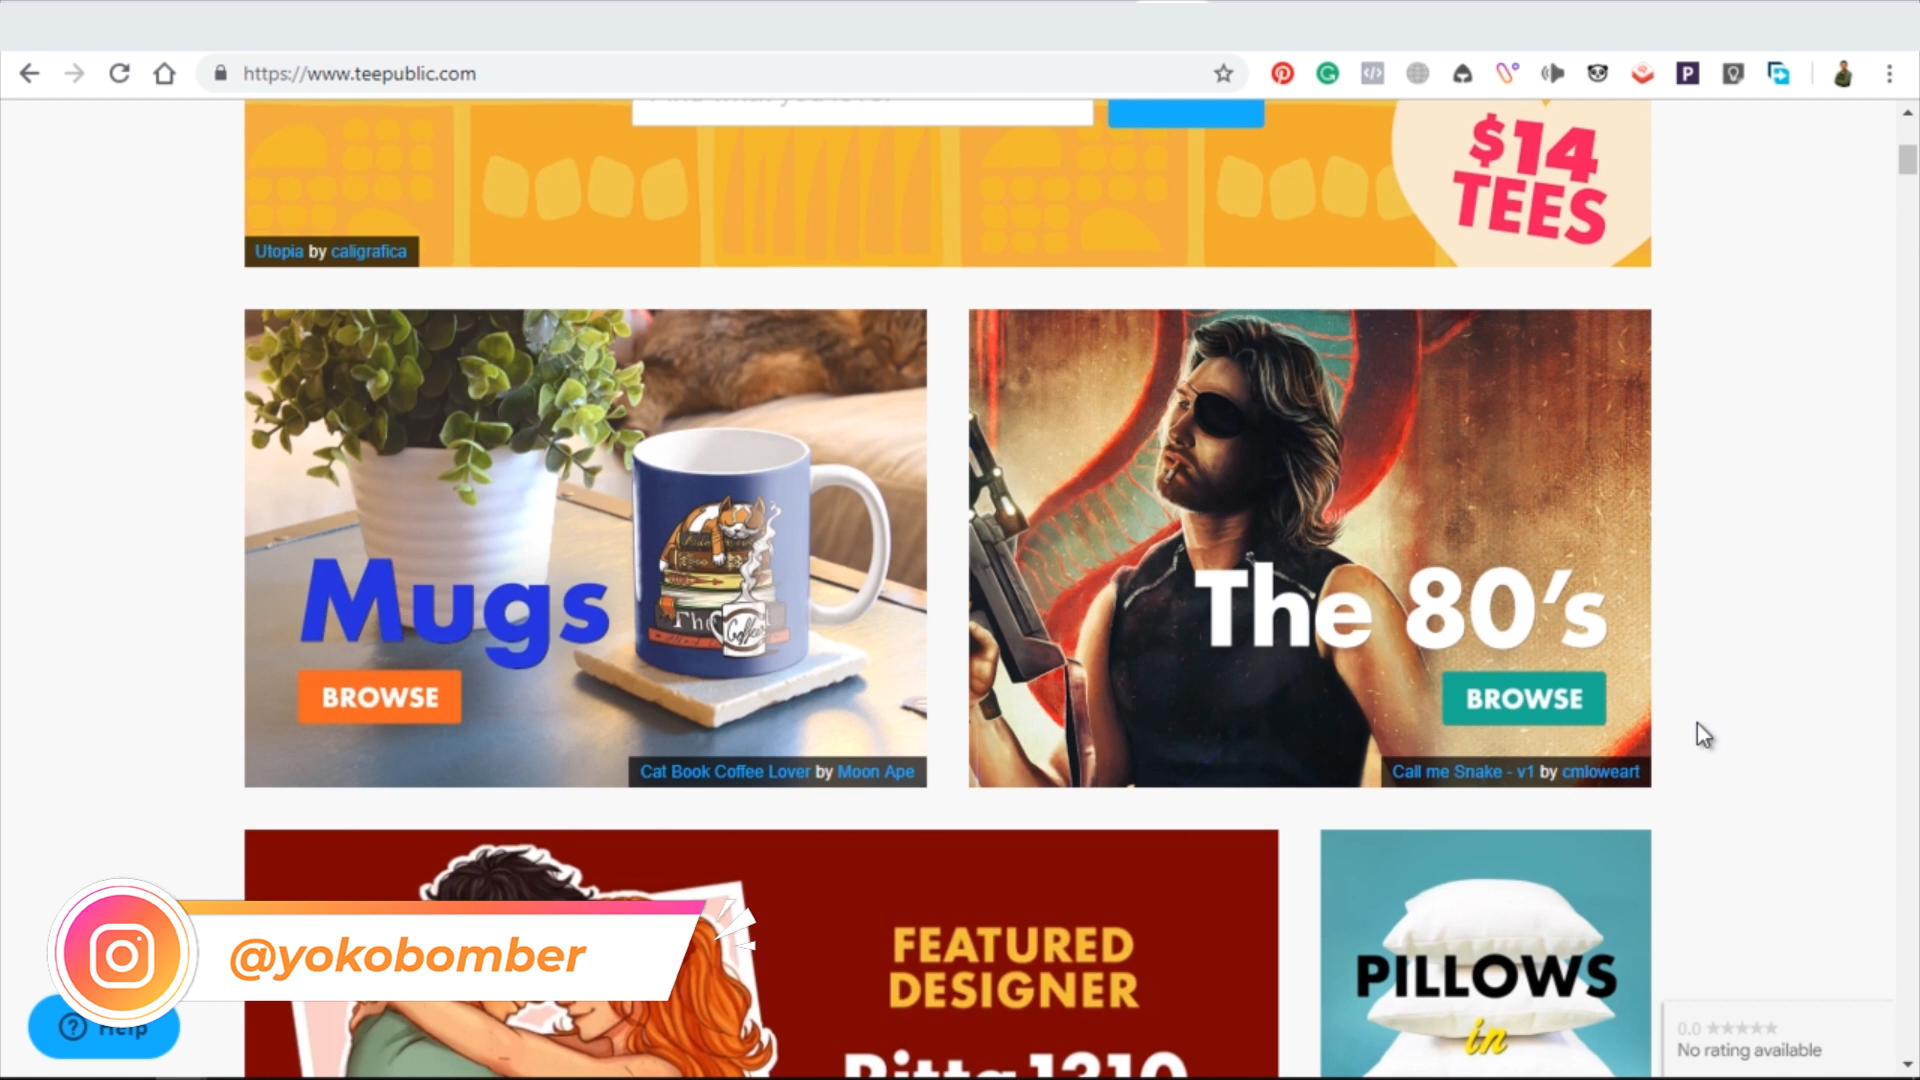 https://www.teepublic.com
$14
TEES
Utopia by caligrafica
Mugs
BROWSE
Cat Book Coffee Lover by Moon Ape
The 80's
BROWSE
Call me Snake - v1 by cmloweart
FEATURED
DESIGNER
PILLOWS
in
@yokobomber
Help
0.0 ★★★★★
No rating available